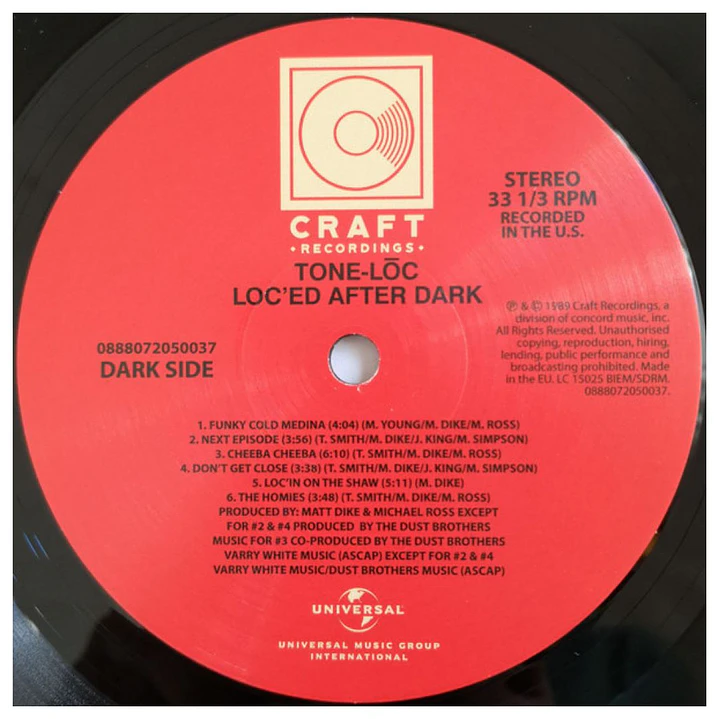 CRAFT
• RECORDINGS •
TONE-LŌC
LOC'ED AFTER DARK
STEREO
33 1/3 RPM
RECORDED
IN THE U.S.
℗ & © 1989 Craft Recordings, a
division of concord music, inc.
All Rights Reserved. Unauthorised
copying, reproduction, hiring,
lending, public performance and
broadcasting prohibited. Made
in the EU. LC 15025 BIEM/SDRM.
0888072050037.
0888072050037
DARK SIDE
1. FUNKY COLD MEDINA (4:04) (M. YOUNG/M. DIKE/M. ROSS)
2. NEXT EPISODE (3:56) (T. SMITH/M. DIKE/J. KING/M. SIMPSON)
3. CHEEBA CHEEBA (6:10) (T. SMITH/M. DIKE/M. ROSS)
4. DON'T GET CLOSE (3:38) (T. SMITH/M. DIKE/J. KING/M. SIMPSON)
5. LOC'IN ON THE SHAW (5:11) (M. DIKE)
6. THE HOMIES (3:48) (T. SMITH/M. DIKE/M. ROSS)
PRODUCED BY: MATT DIKE & MICHAEL ROSS EXCEPT
FOR #2 & #4 PRODUCED BY THE DUST BROTHERS
MUSIC FOR #3 CO-PRODUCED BY THE DUST BROTHERS
VARRY WHITE MUSIC (ASCAP) EXCEPT FOR #2 & #4
VARRY WHITE MUSIC/DUST BROTHERS MUSIC (ASCAP)
UNIVERSAL
UNIVERSAL MUSIC GROUP
INTERNATIONAL